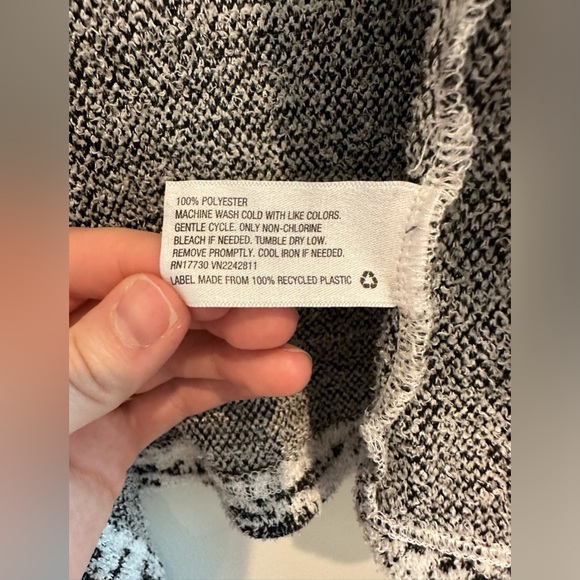 100% POLYESTER
MACHINE WASH COLD WITH LIKE COLORS.
GENTLE CYCLE. ONLY NON-CHLORINE
BLEACH IF NEEDED. TUMBLE DRY LOW.
REMOVE PROMPTLY. COOL IRON IF NEEDED.
RN17730 VN2242811
LABEL MADE FROM 100% RECYCLED PLASTIC